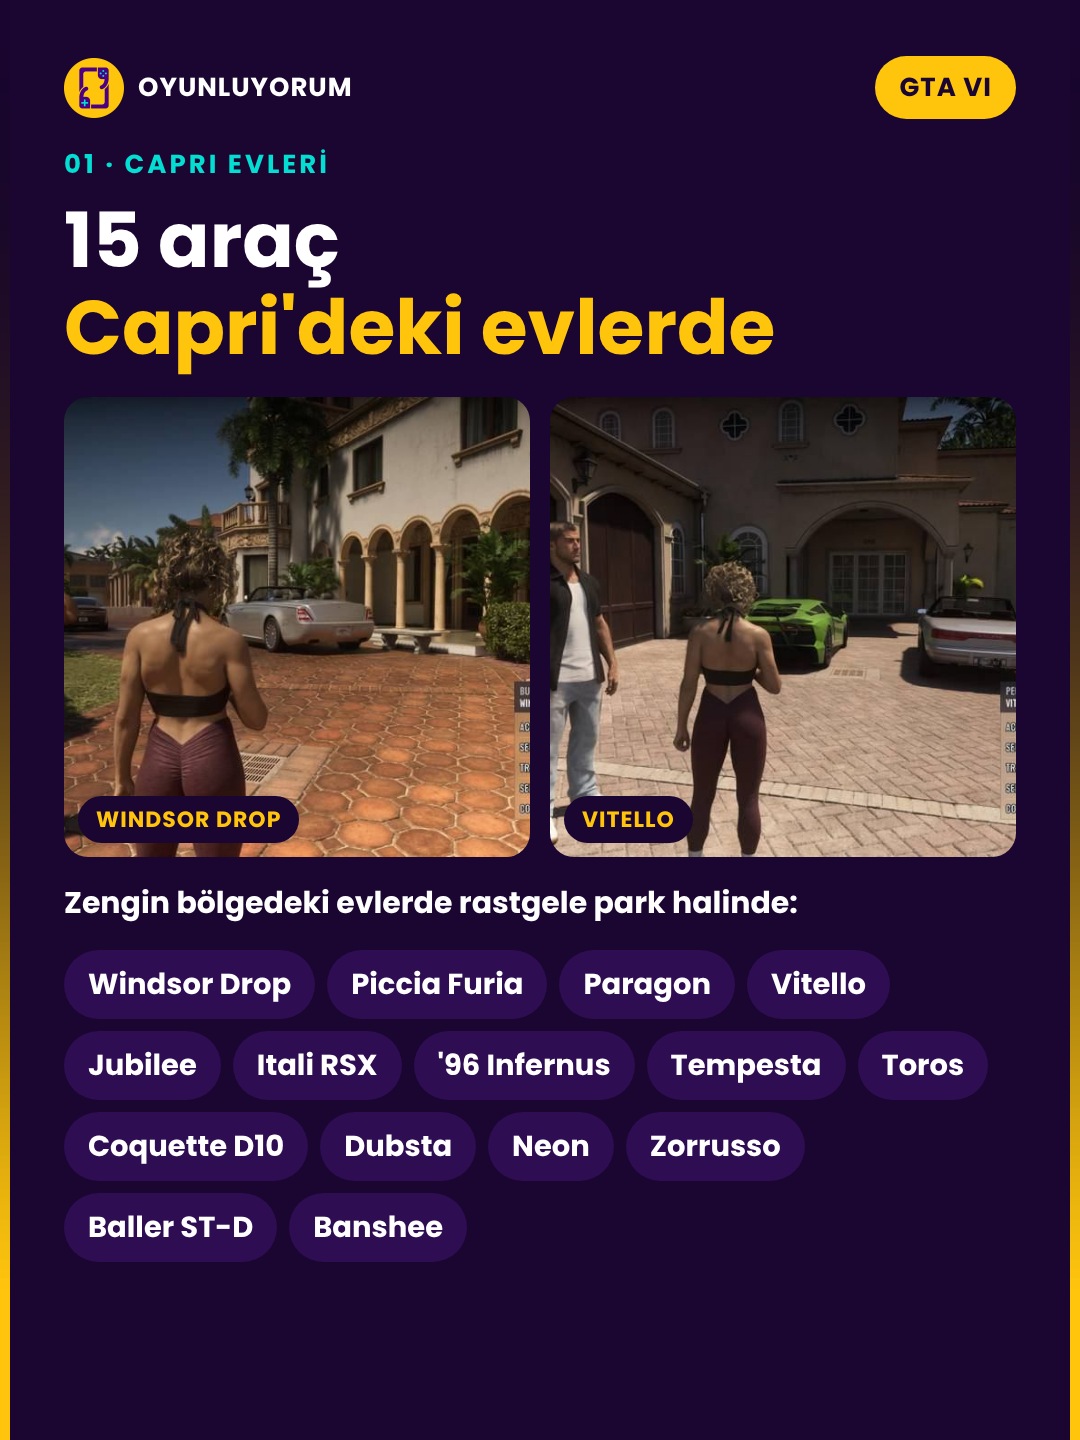 OYUNLUYORUM
GTA VI
01 · CAPRI EVLERİ
15 araç
Capri'deki evlerde
WINDSOR DROP
VITELLO
Zengin bölgedeki evlerde rastgele park halinde:
Windsor Drop Piccia Furia Paragon Vitello
Jubilee Itali RSX '96 Infernus Tempesta Toros
Coquette D10 Dubsta Neon Zorrusso
Baller ST-D Banshee